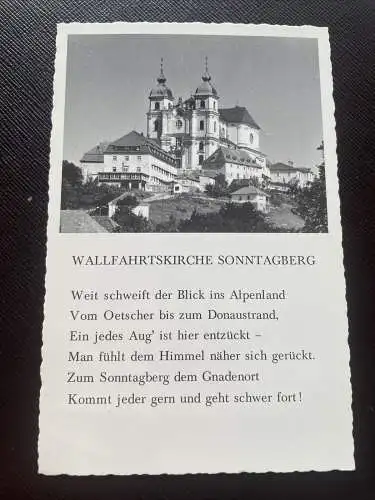 WALLFAHRTSKIRCHE SONNTAGBERG
Weit schweift der Blick ins Alpenland
Vom Oetscher bis zum Donaustrand,
Ein jedes Aug' ist hier entzückt –
Man fühlt dem Himmel näher sich gerückt.
Zum Sonntagberg dem Gnadenort
Kommt jeder gern und geht schwer fort!